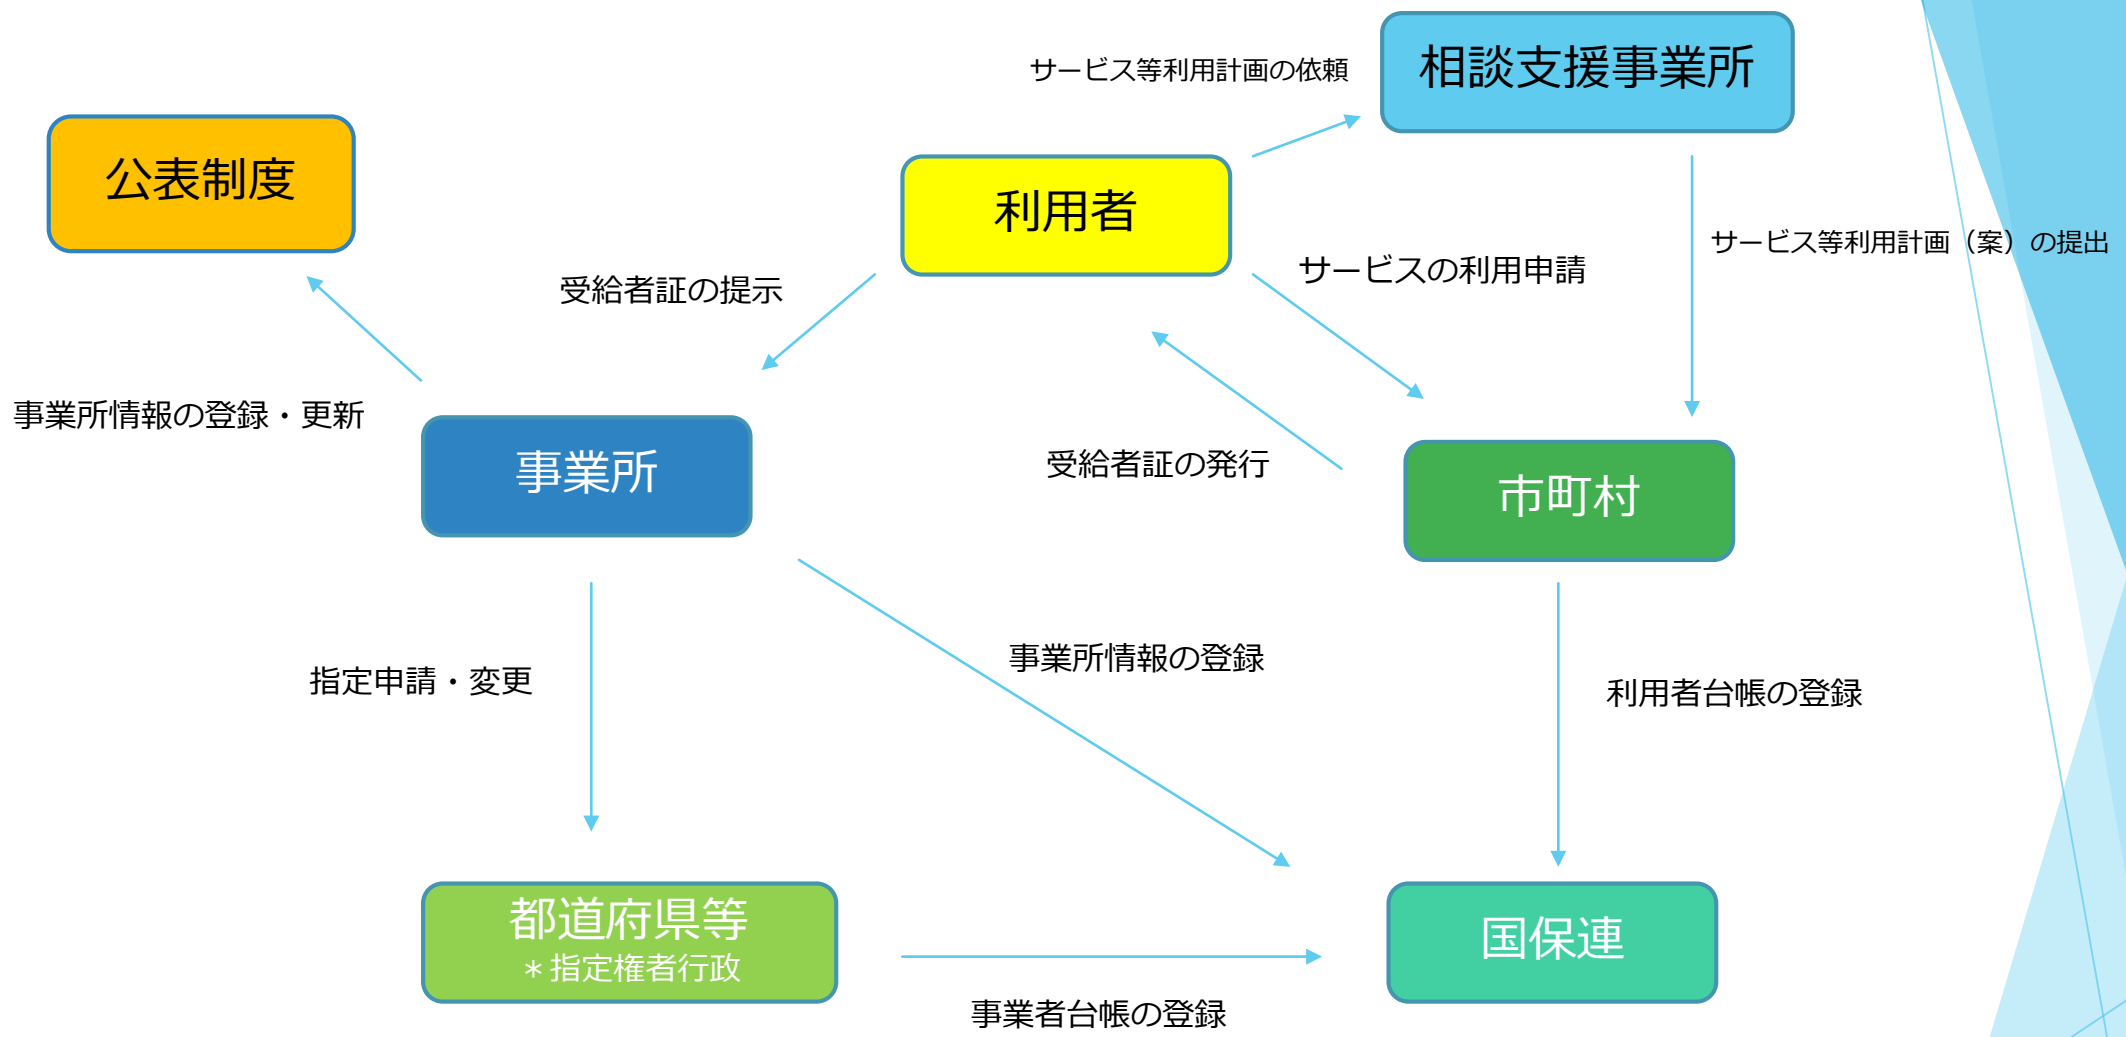 相談支援事業所
サービス等利用計画の依頼
公表制度
利用者
サービス等利用計画（案）の提出
サービスの利用申請
受給者証の提示
事業所情報の登録・更新
事業所
受給者証の発行
市町村
事業所情報の登録
指定申請・変更
利用者台帳の登録
都道府県等
＊指定権者行政
国保連
事業者台帳の登録